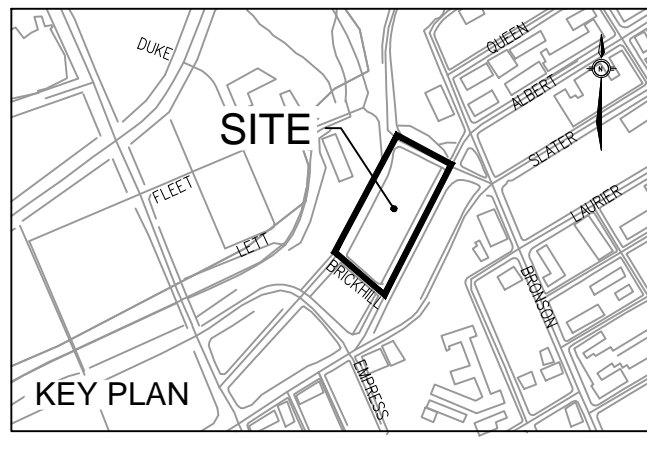 DUKE
QUEEN
ALBERT
N
SITE
SLATER
FLEET
LAURIER
LETT
BRICKHILL
BRONSON
EMPRESS
KEY PLAN